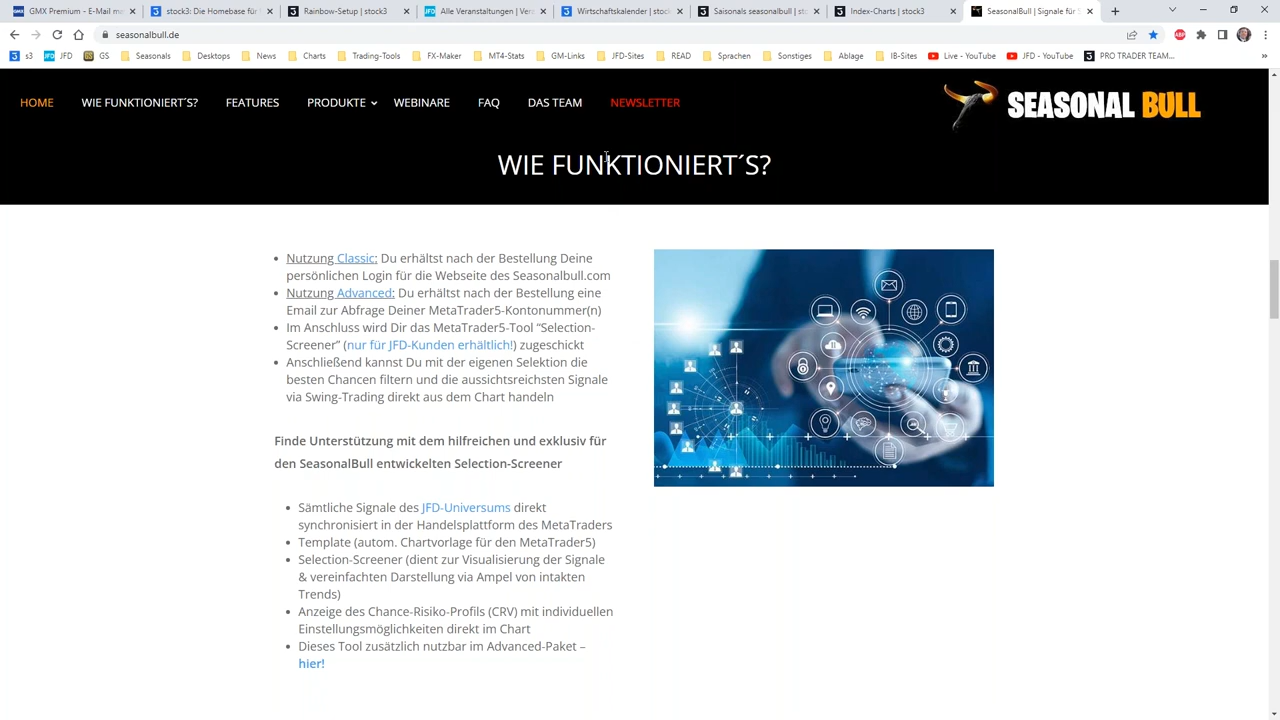 GMX Premium - E-Mail m
stock3: Die Homebase für
Rainbow-Setup | stock3
Alle Veranstaltungen | Ver
Wirtschaftskalender | stoc
Saisonals seasonalbull | sto
Index-Charts | stock3
SeasonalBull | Signale für S
seasonalbull.de
s3 JFD GS Seasonals Desktops News Charts Trading-Tools FX-Maker MT4-Stats GM-Links JFD-Sites READ Sprachen Sonstiges Ablage IB-Sites Live - YouTube JFD - YouTube PRO TRADER TEAM... »
HOME WIE FUNKTIONIERT´S? FEATURES PRODUKTE WEBINARE FAQ DAS TEAM NEWSLETTER
SEASONAL BULL
WIE FUNKTIONIERT´S?
• Nutzung Classic: Du erhältst nach der Bestellung Deine
persönlichen Login für die Webseite des Seasonalbull.com
• Nutzung Advanced: Du erhältst nach der Bestellung eine
Email zur Abfrage Deiner MetaTrader5-Kontonummer(n)
• Im Anschluss wird Dir das MetaTrader5-Tool “Selection-
Screener” (nur für JFD-Kunden erhältlich!) zugeschickt
• Anschließend kannst Du mit der eigenen Selektion die
besten Chancen filtern und die aussichtsreichsten Signale
via Swing-Trading direkt aus dem Chart handeln
Finde Unterstützung mit dem hilfreichen und exklusiv für
den SeasonalBull entwickelten Selection-Screener
• Sämtliche Signale des JFD-Universums direkt
synchronisiert in der Handelsplattform des MetaTraders
• Template (autom. Chartvorlage für den MetaTrader5)
• Selection-Screener (dient zur Visualisierung der Signale
& vereinfachten Darstellung via Ampel von intakten
Trends)
• Anzeige des Chance-Risiko-Profils (CRV) mit individuellen
Einstellungsmöglichkeiten direkt im Chart
• Dieses Tool zusätzlich nutzbar im Advanced-Paket –
hier!